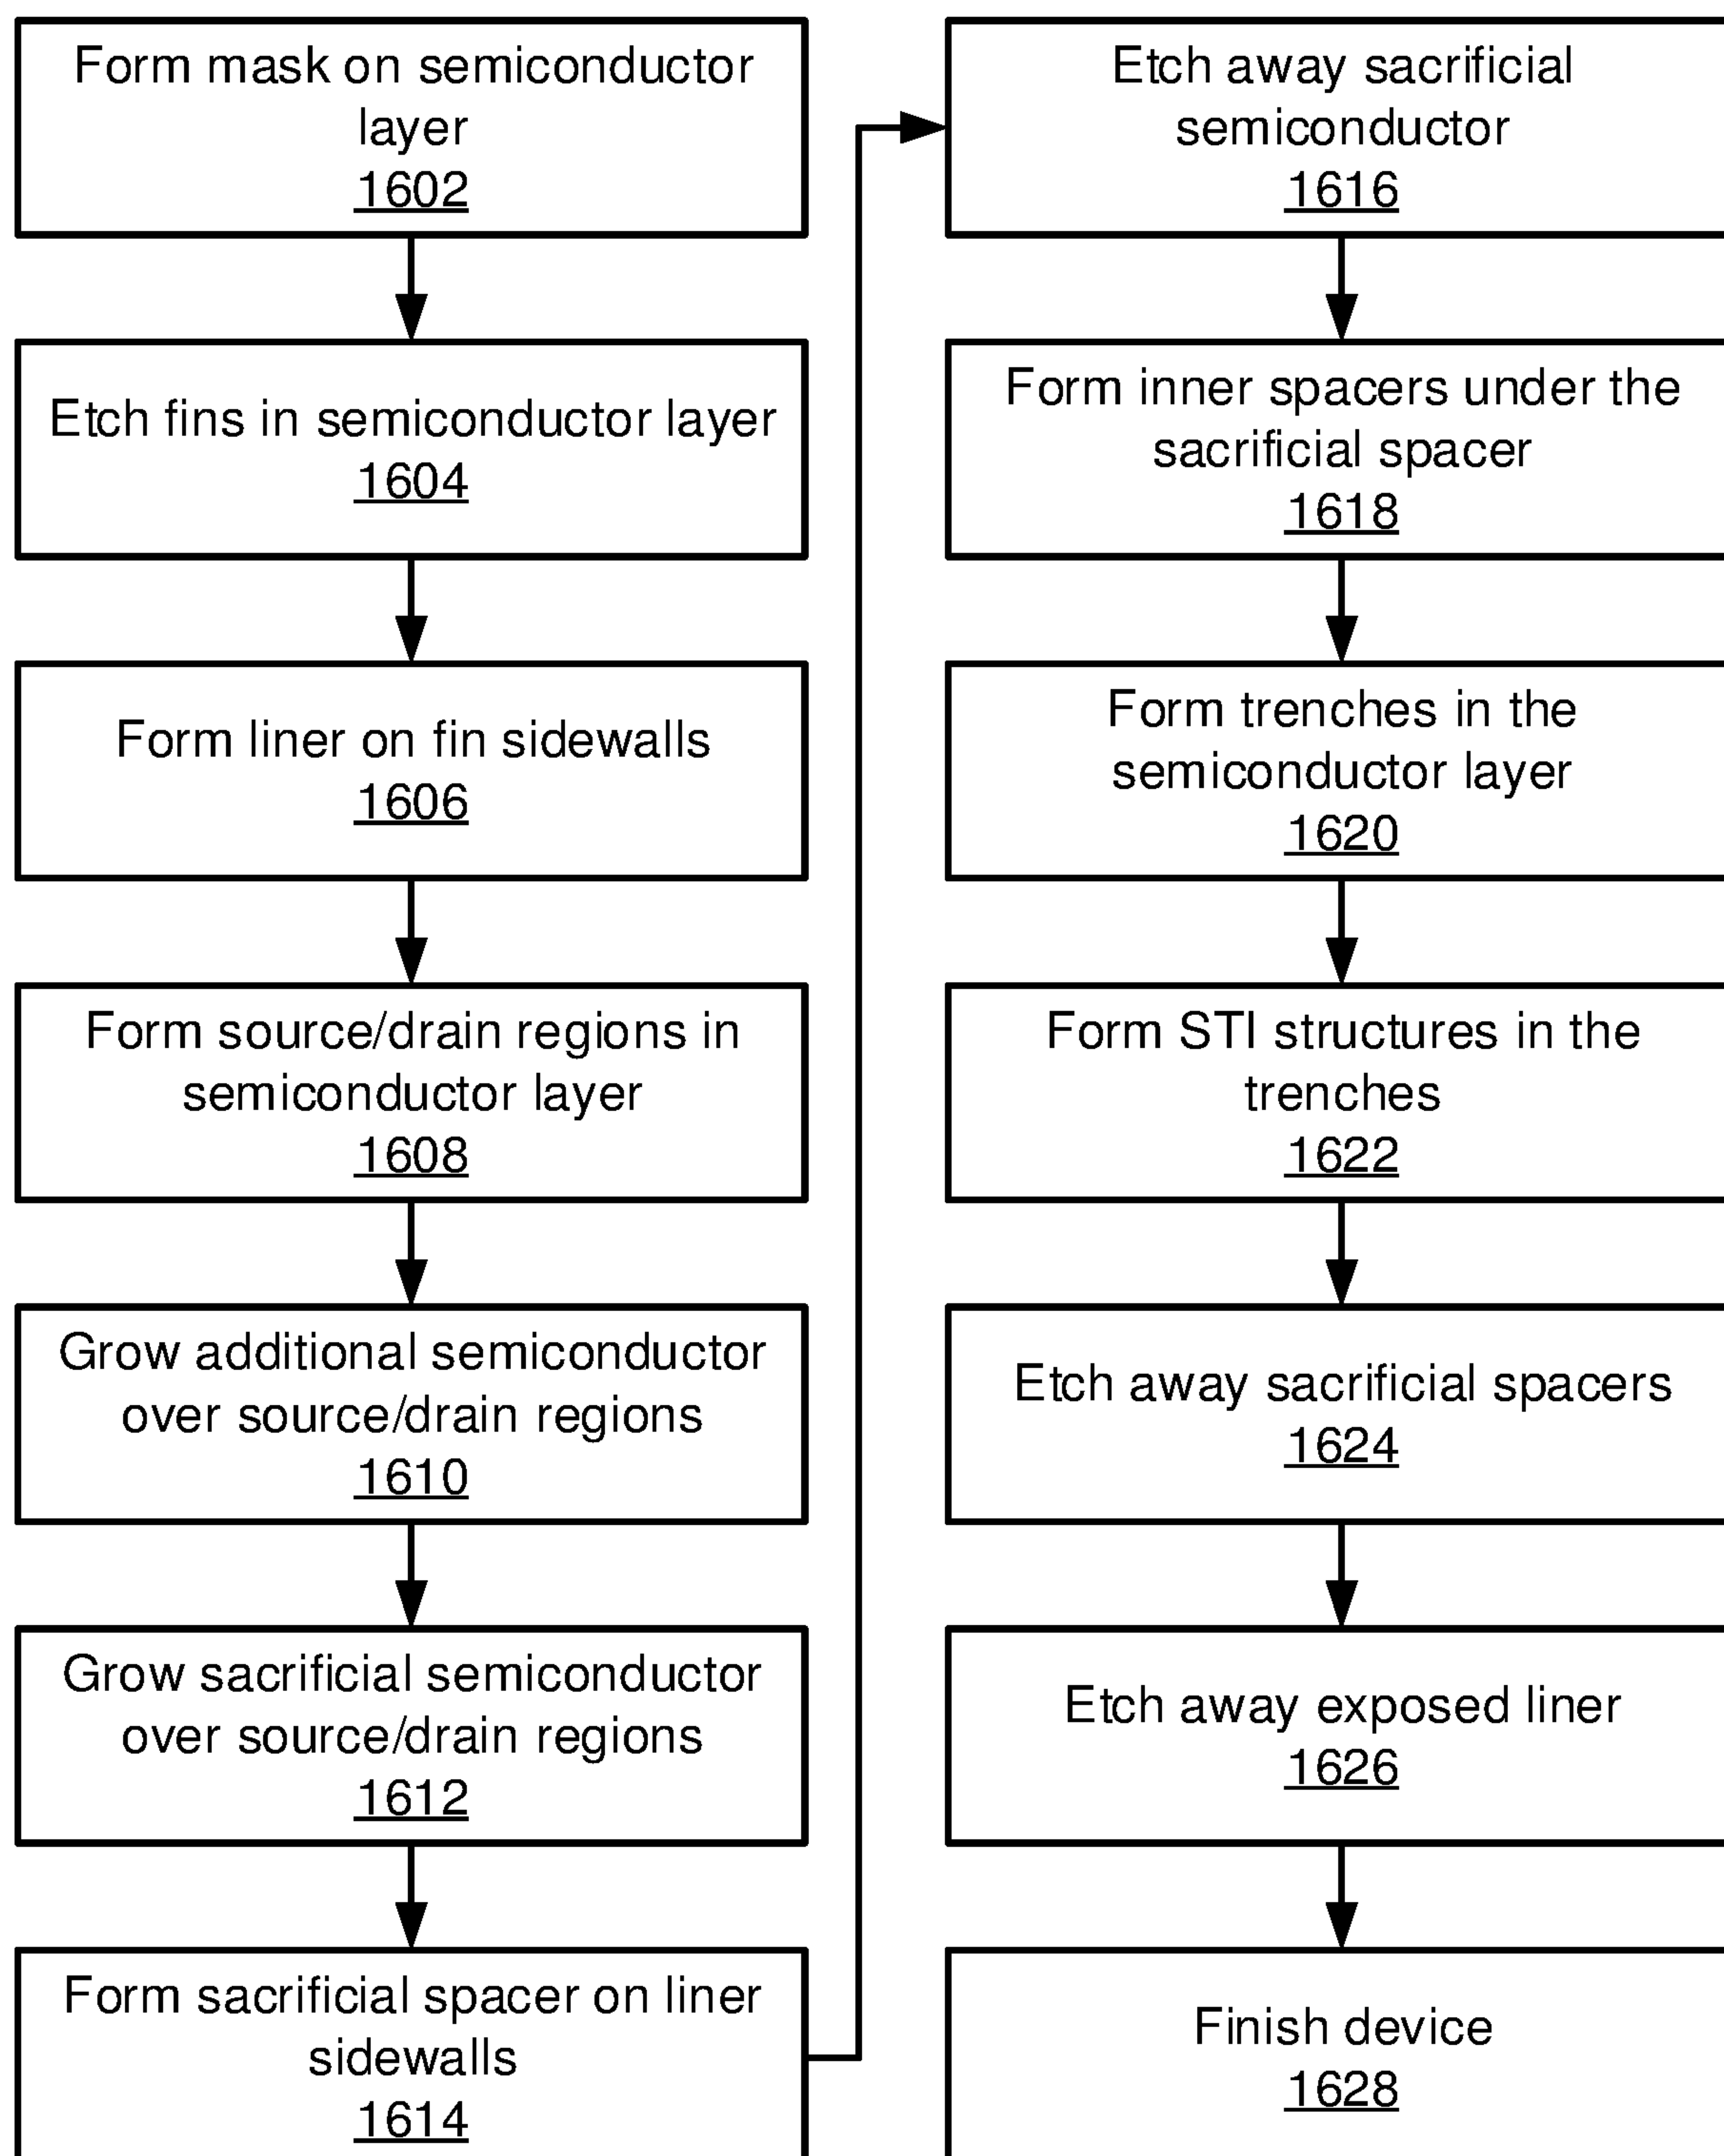 Form mask on semiconductor
layer
1602
Etch fins in semiconductor layer
1604
Form liner on fin sidewalls
1606
Form source/drain regions in
semiconductor layer
1608
Grow additional semiconductor
over source/drain regions
1610
Grow sacrificial semiconductor
over source/drain regions
1612
Form sacrificial spacer on liner
sidewalls
1614
Etch away sacrificial
semiconductor
1616
Form inner spacers under the
sacrificial spacer
1618
Form trenches in the
semiconductor layer
1620
Form STI structures in the
trenches
1622
Etch away sacrificial spacers
1624
Etch away exposed liner
1626
Finish device
1628